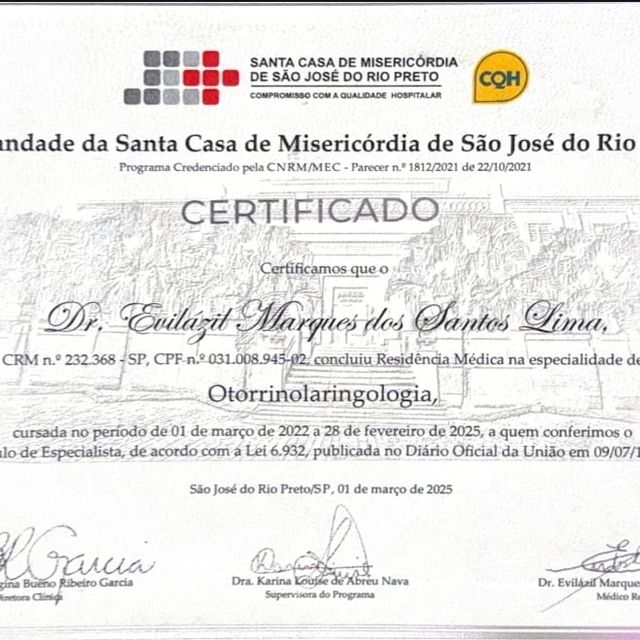 SANTA CASA DE MISERICÓRDIA
DE SÃO JOSÉ DO RIO PRETO
COMPROMISSO COM A QUALIDADE HOSPITALAR
CQH
andade da Santa Casa de Misericórdia de São José do Rio
Programa Credenciado pela CNRM/MEC - Parecer n.º 1812/2021 de 22/10/2021
CERTIFICADO
Certificamos que o
Dr. Evilázil Marques dos Santos Lima,
CRM n.º 232.368 - SP, CPF n.º 031.008.945-02, concluiu Residência Médica na especialidade de
Otorrinolaringologia,
cursada no período de 01 de março de 2022 a 28 de fevereiro de 2025, a quem conferimos o
lo de Especialista, de acordo com a Lei 6.932, publicada no Diário Oficial da União em 09/07/1
São José do Rio Preto/SP, 01 de março de 2025
gina Bueno Ribeiro Garcia
Diretora Clínica
Dra. Karina Louise de Abreu Nava
Supervisora do Programa
Dr. Evilázil Marque
Médico Re